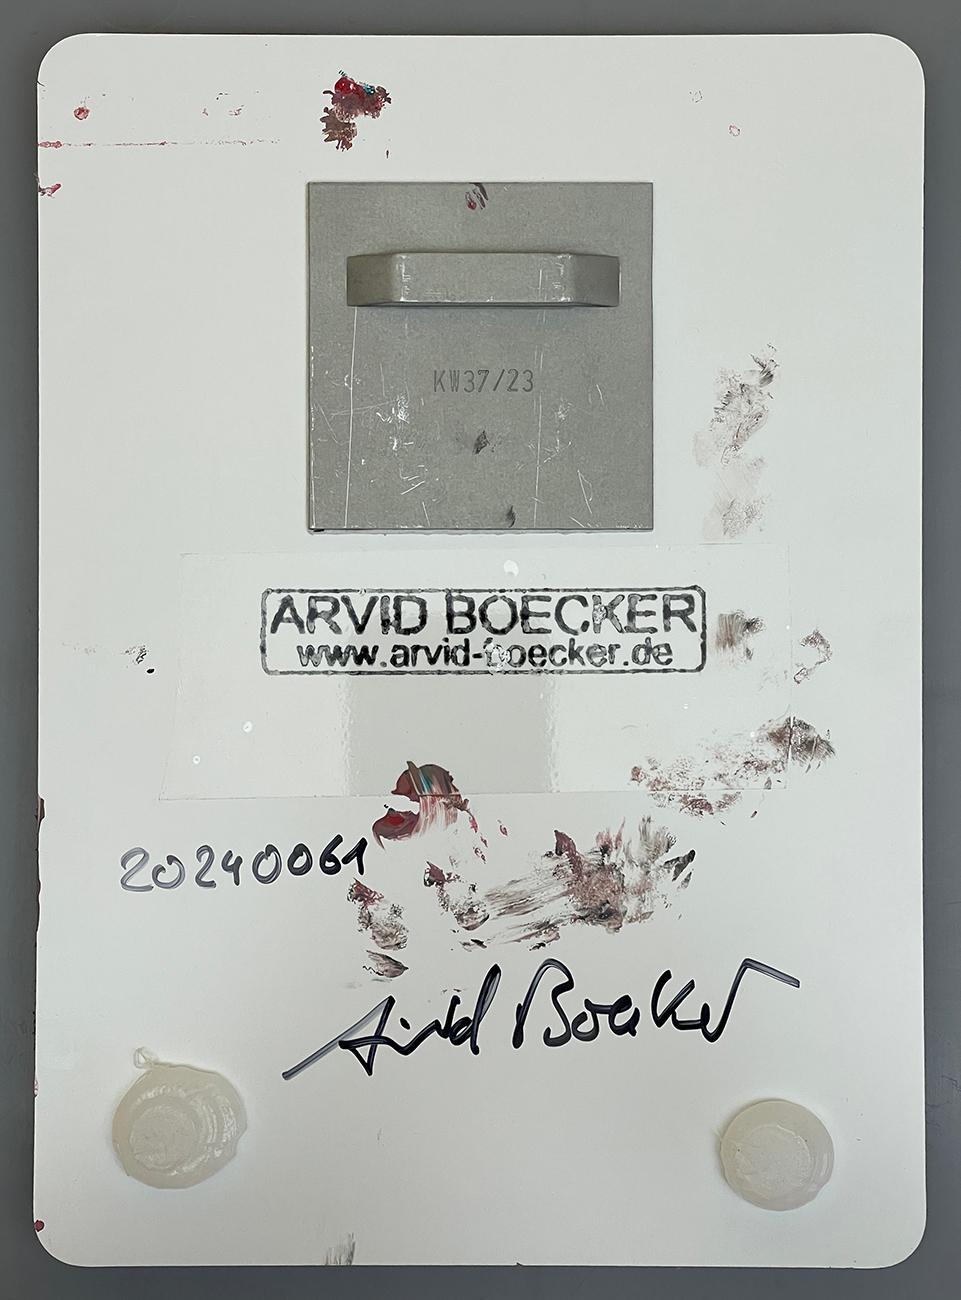 KW37/23
ARVID BOECKER
www.arvid-boecker.de
20240061
Arvid Boecker